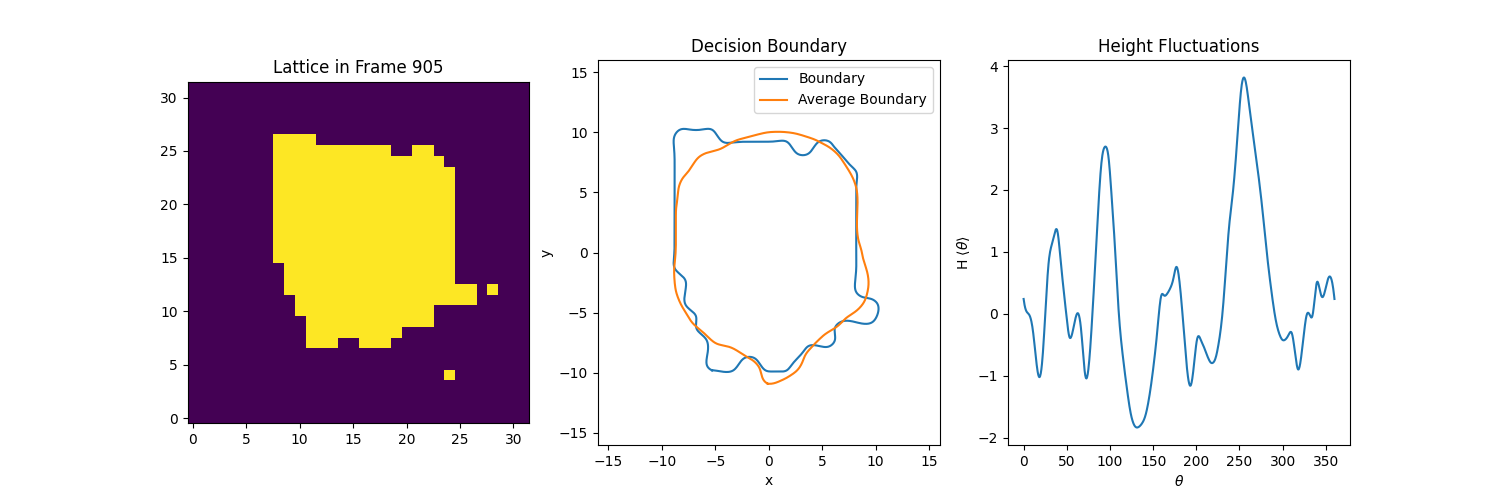 Lattice in Frame 905
30
25
20
15
10
5
0
0 5 10 15 20 25 30
Decision Boundary
Boundary
Average Boundary
y
15
10
5
0
−5
−10
−15
−15 −10 −5 0 5 10 15
x
Height Fluctuations
H ⟨θ⟩
4
3
2
1
0
−1
−2
0 50 100 150 200 250 300 350
θ